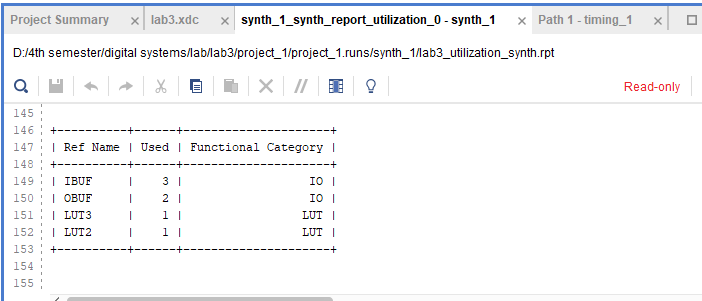 Project Summary × lab3.xdc × synth_1_synth_report_utilization_0 - synth_1 × Path 1 - timing_1 ×
D:/4th semester/digital systems/lab/lab3/project_1/project_1.runs/synth_1/lab3_utilization_synth.rpt
Read-only
145
146 +----------+------+---------------------+
147 | Ref Name | Used | Functional Category |
148 +----------+------+---------------------+
149 | IBUF     |    3 |                  IO |
150 | OBUF     |    2 |                  IO |
151 | LUT3     |    1 |                 LUT |
152 | LUT2     |    1 |                 LUT |
153 +----------+------+---------------------+
154
155